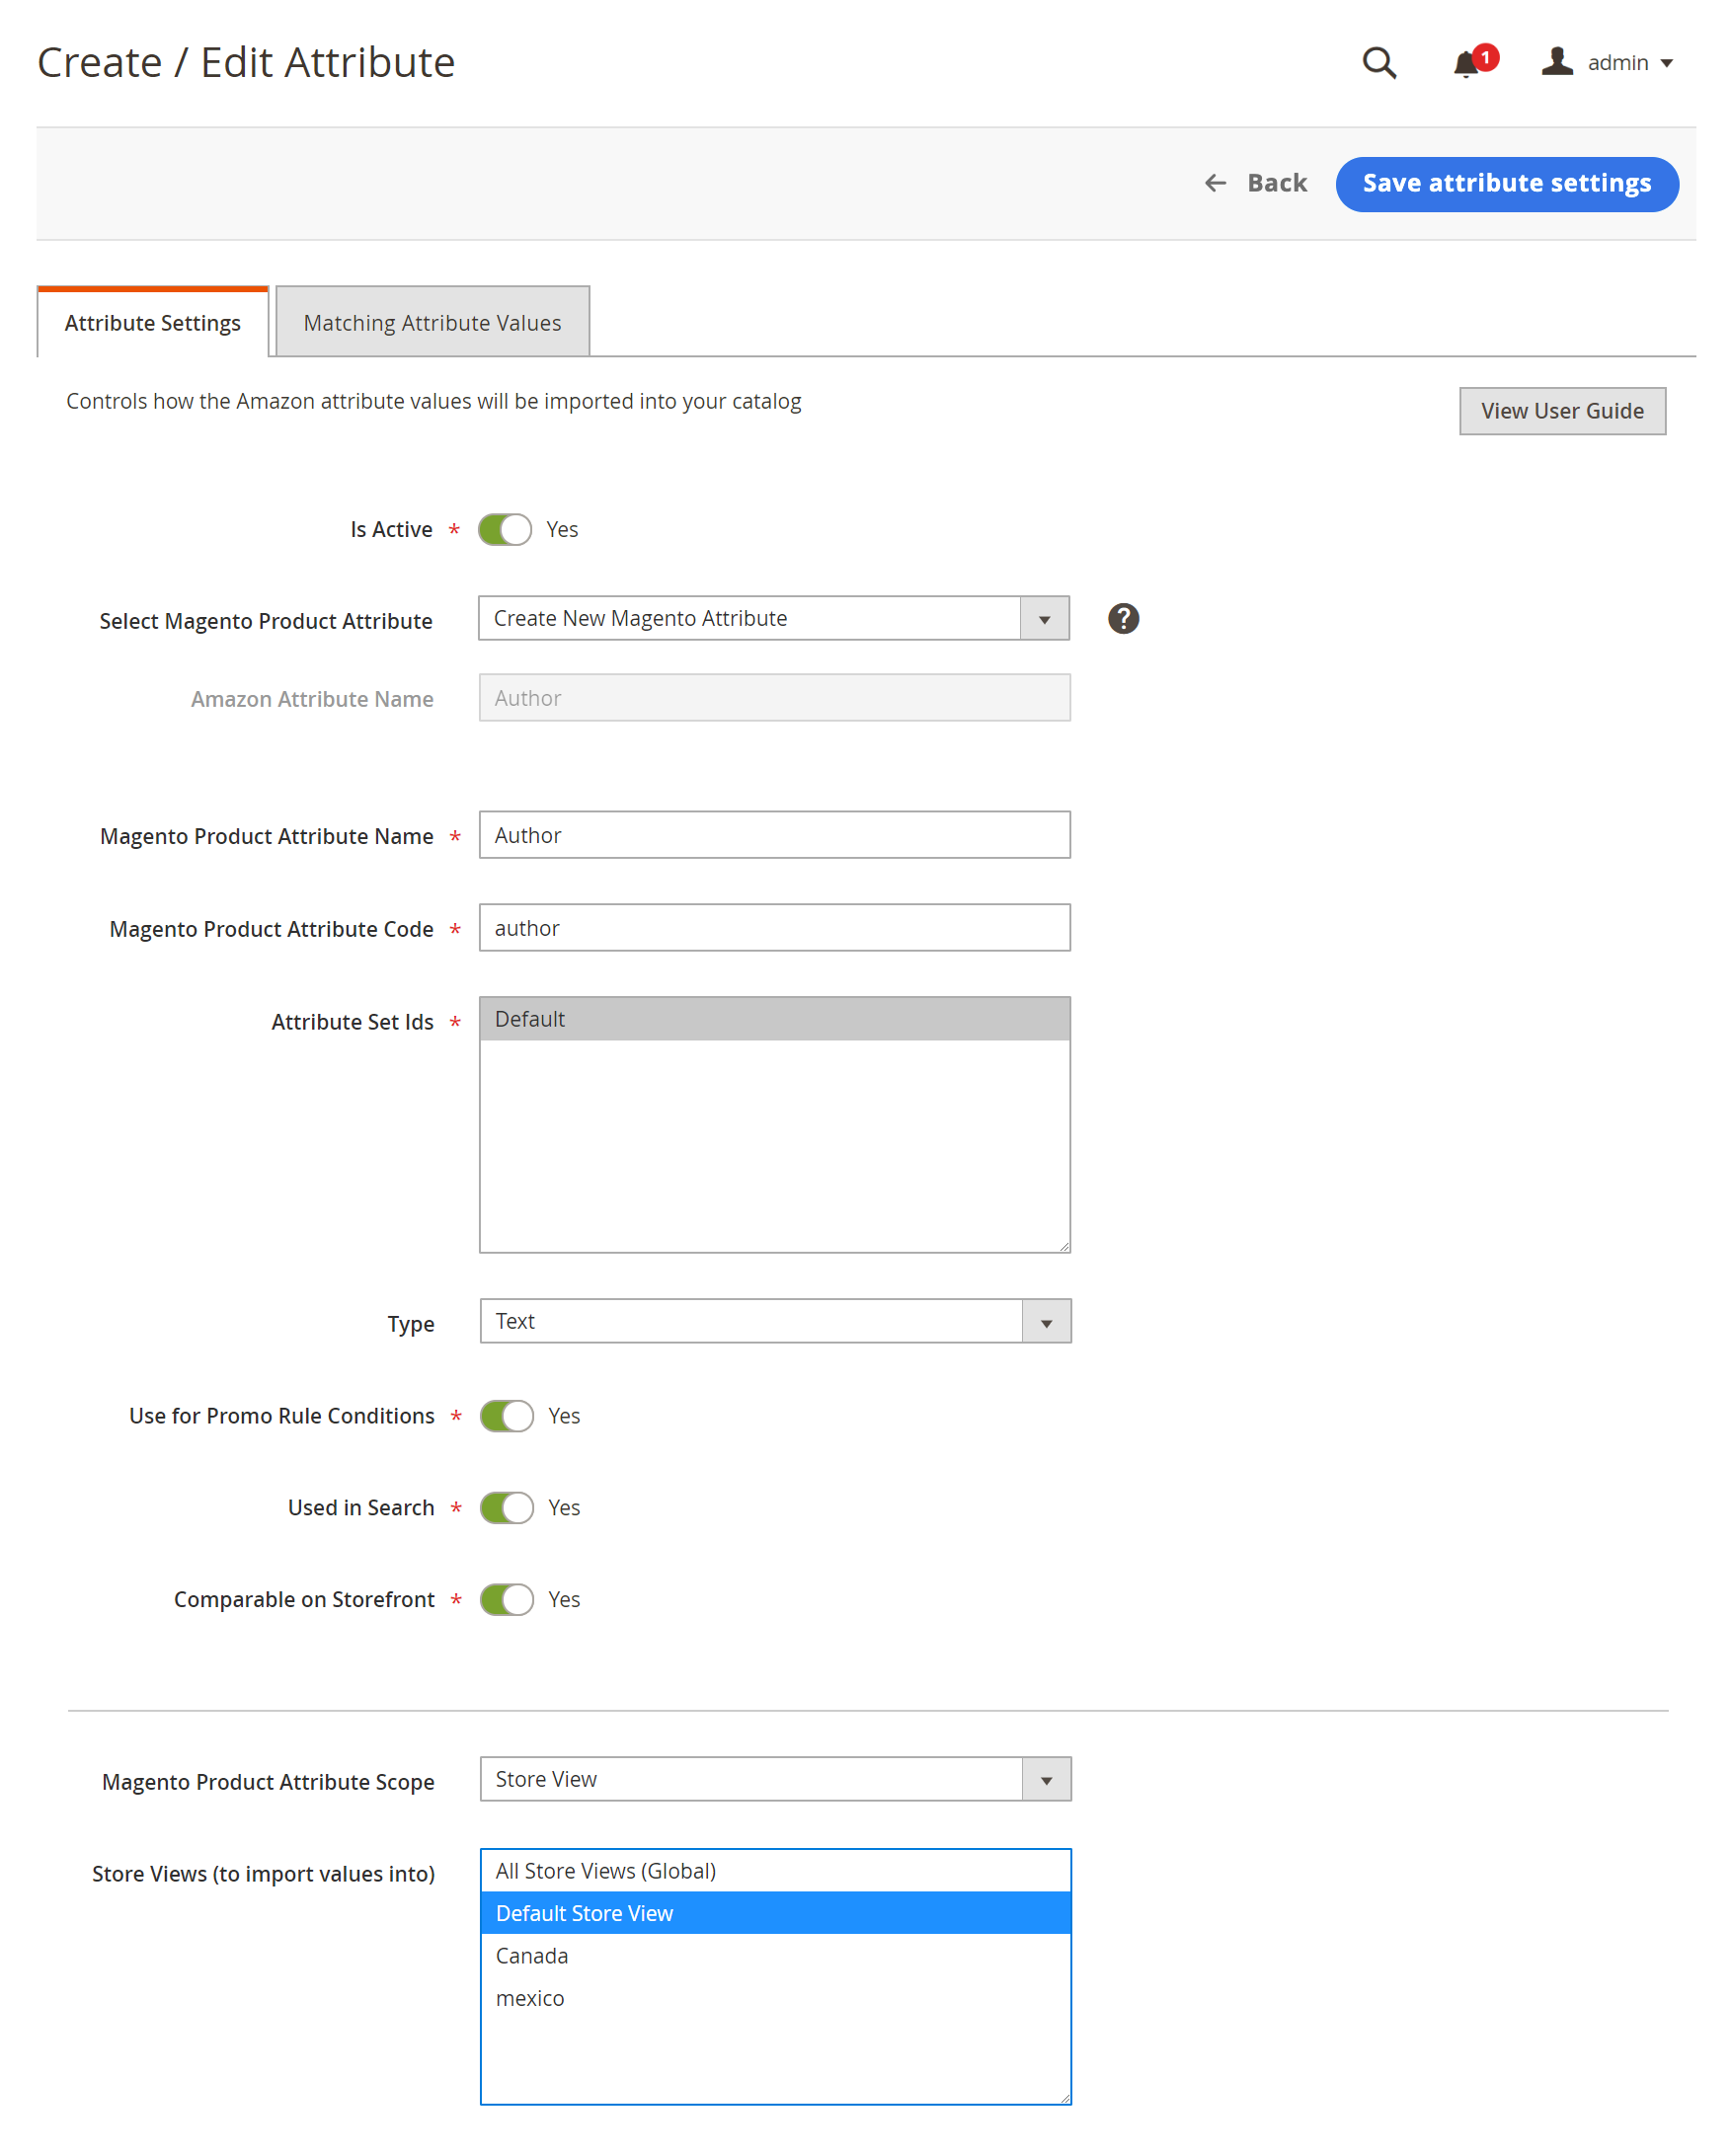 Create / Edit Attribute
1
admin
Back
Save attribute settings
Attribute Settings
Matching Attribute Values
Controls how the Amazon attribute values will be imported into your catalog
View User Guide
Is Active * Yes
Select Magento Product Attribute Create New Magento Attribute ?
Amazon Attribute Name Author
Magento Product Attribute Name * Author
Magento Product Attribute Code * author
Attribute Set Ids * Default
Type Text
Use for Promo Rule Conditions * Yes
Used in Search * Yes
Comparable on Storefront * Yes
Magento Product Attribute Scope Store View
Store Views (to import values into) All Store Views (Global)
Default Store View
Canada
mexico